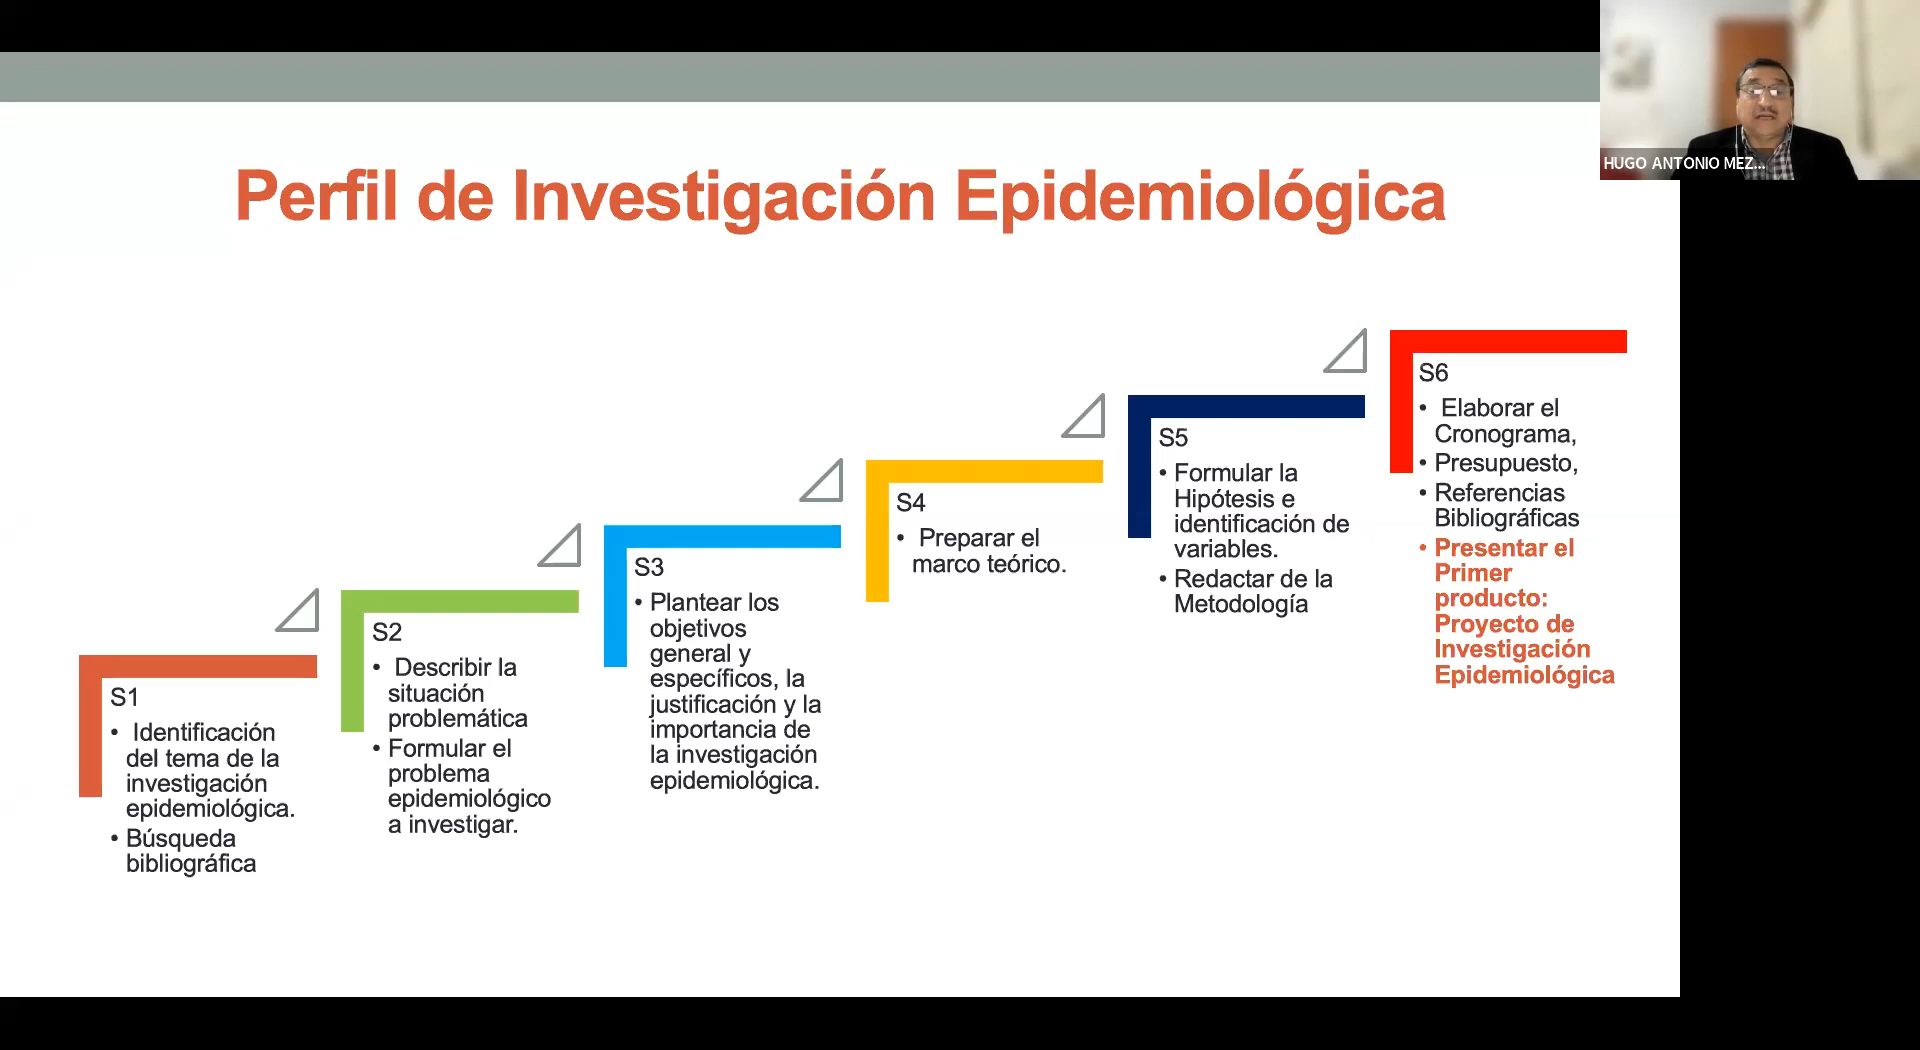 Perfil de Investigación Epidemiológica
S1
• Identificación
del tema de la
investigación
epidemiológica.
• Búsqueda
bibliográfica
S2
• Describir la
situación
problemática
• Formular el
problema
epidemiológico
a investigar.
S3
• Plantear los
objetivos
general y
específicos, la
justificación y la
importancia de
la investigación
epidemiológica.
S4
• Preparar el
marco teórico.
S5
• Formular la
Hipótesis e
identificación de
variables.
• Redactar de la
Metodología
S6
• Elaborar el
Cronograma,
• Presupuesto,
• Referencias
Bibliográficas
• Presentar el
Primer
producto:
Proyecto de
Investigación
Epidemiológica
HUGO ANTONIO MEZ...